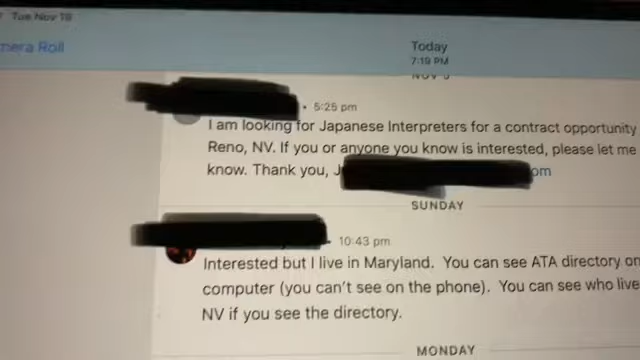 Tue Nov 19
mera Roll
Today
7:19 PM
NOV 5
• 5:25 pm
I am looking for Japanese Interpreters for a contract opportunity
Reno, NV. If you or anyone you know is interested, please let me
know. Thank you, J
om
SUNDAY
• 10:43 pm
Interested but I live in Maryland. You can see ATA directory on
computer (you can't see on the phone). You can see who live
NV if you see the directory.
MONDAY